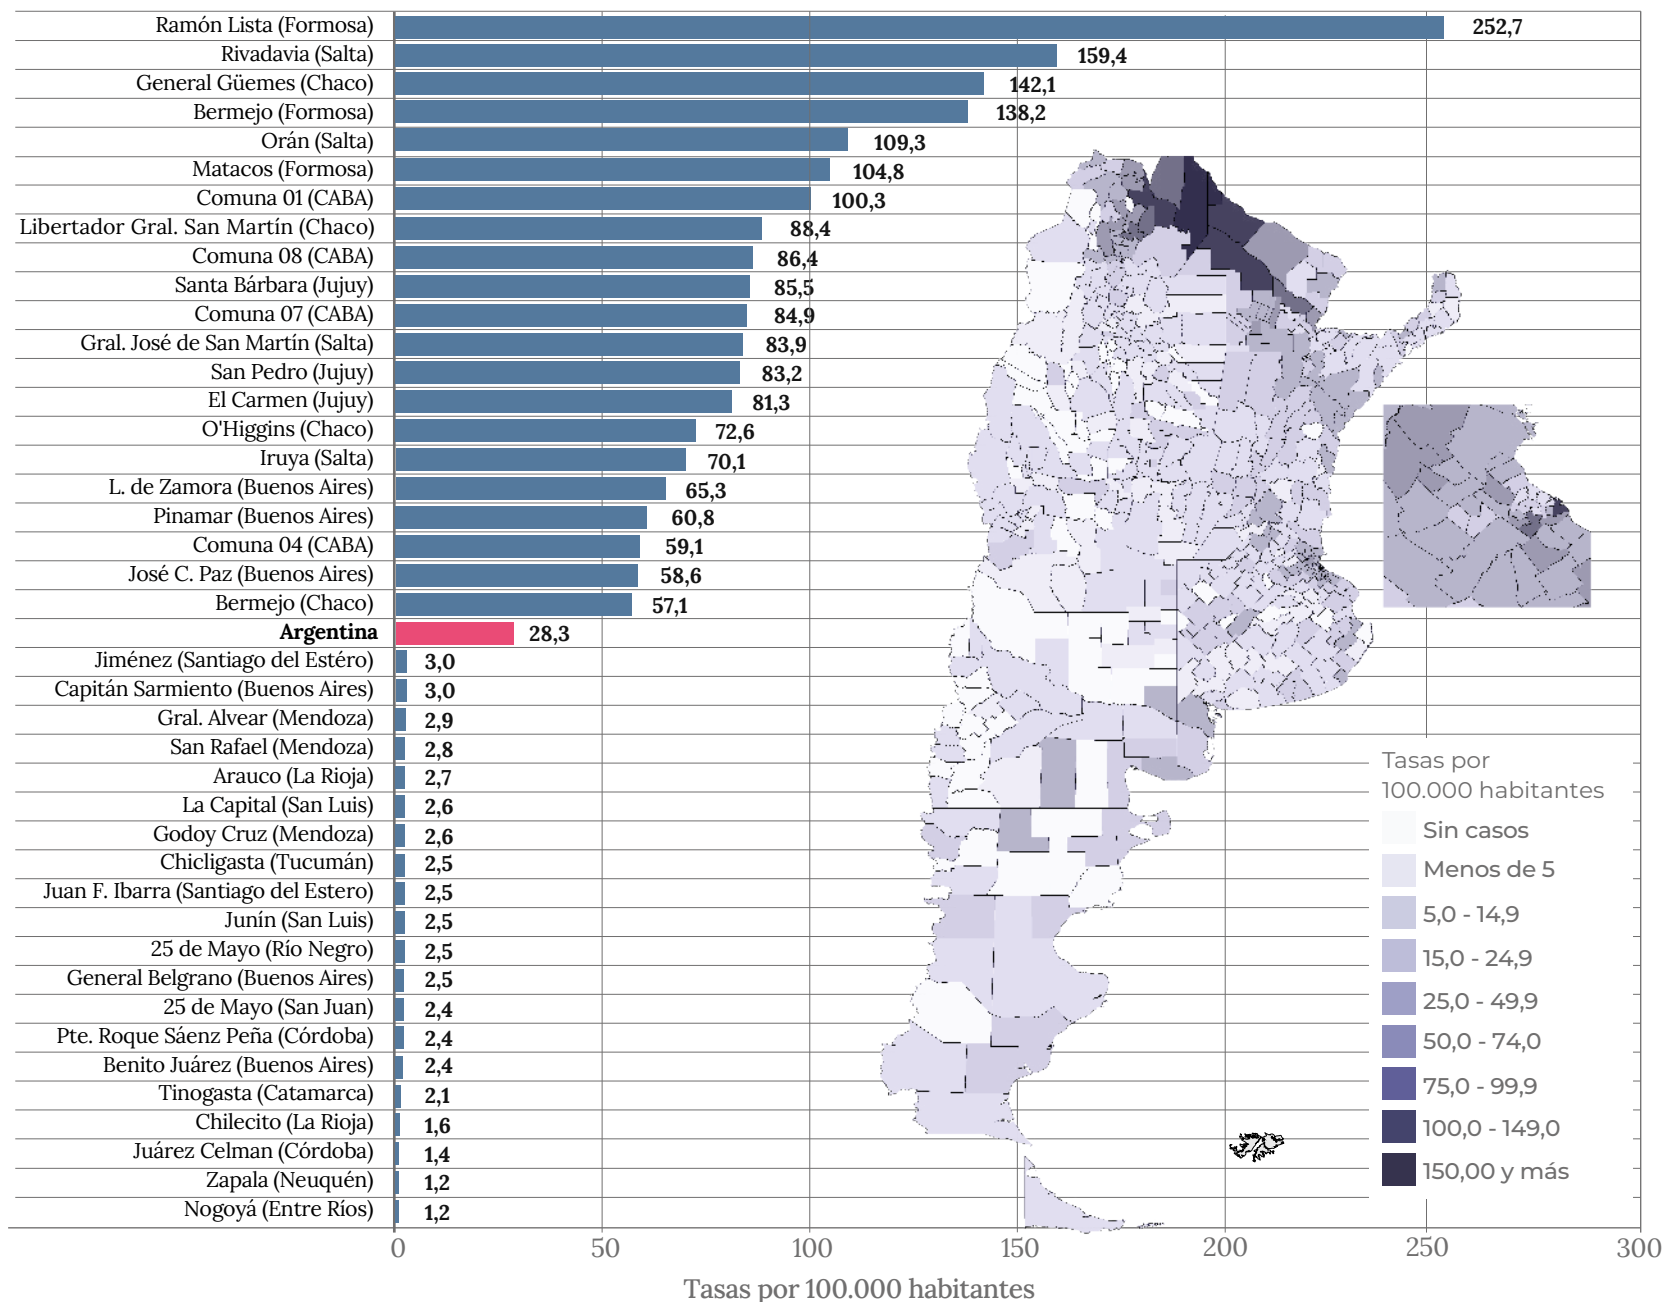 Ramón Lista (Formosa) 252,7
Rivadavia (Salta) 159,4
General Güemes (Chaco) 142,1
Bermejo (Formosa) 138,2
Orán (Salta) 109,3
Matacos (Formosa) 104,8
Comuna 01 (CABA) 100,3
Libertador Gral. San Martín (Chaco) 88,4
Comuna 08 (CABA) 86,4
Santa Bárbara (Jujuy) 85,5
Comuna 07 (CABA) 84,9
Gral. José de San Martín (Salta) 83,9
San Pedro (Jujuy) 83,2
El Carmen (Jujuy) 81,3
O'Higgins (Chaco) 72,6
Iruya (Salta) 70,1
L. de Zamora (Buenos Aires) 65,3
Pinamar (Buenos Aires) 60,8
Comuna 04 (CABA) 59,1
José C. Paz (Buenos Aires) 58,6
Bermejo (Chaco) 57,1
Argentina 28,3
Jiménez (Santiago del Estéro) 3,0
Capitán Sarmiento (Buenos Aires) 3,0
Gral. Alvear (Mendoza) 2,9
San Rafael (Mendoza) 2,8
Arauco (La Rioja) 2,7
La Capital (San Luis) 2,6
Godoy Cruz (Mendoza) 2,6
Chicligasta (Tucumán) 2,5
Juan F. Ibarra (Santiago del Estero) 2,5
Junín (San Luis) 2,5
25 de Mayo (Río Negro) 2,5
General Belgrano (Buenos Aires) 2,5
25 de Mayo (San Juan) 2,4
Pte. Roque Sáenz Peña (Córdoba) 2,4
Benito Juárez (Buenos Aires) 2,4
Tinogasta (Catamarca) 2,1
Chilecito (La Rioja) 1,6
Juárez Celman (Córdoba) 1,4
Zapala (Neuquén) 1,2
Nogoyá (Entre Ríos) 1,2
0 50 100 150 200 250 300
Tasas por 100.000 habitantes
Tasas por
100.000 habitantes
Sin casos
Menos de 5
5,0 - 14,9
15,0 - 24,9
25,0 - 49,9
50,0 - 74,0
75,0 - 99,9
100,0 - 149,0
150,00 y más